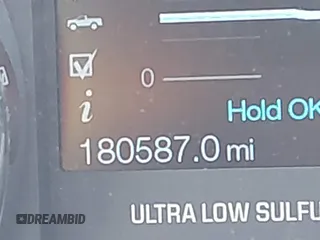 0
i
Hold OK
180587.0 mi
ULTRA LOW SULFU
DREAMBID